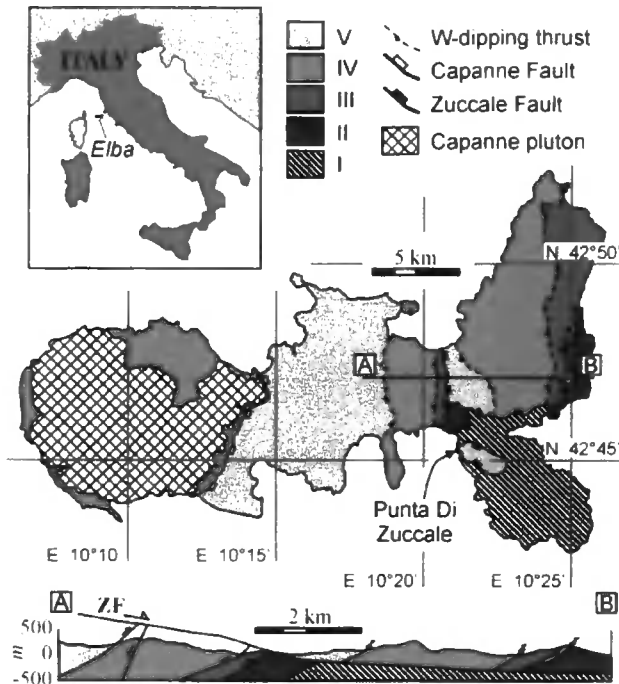 ITALY
Elba
V
IV
III
II
I
W-dipping thrust
Capanne Fault
Zuccale Fault
Capanne pluton
5 km
N 42°50'
A
B
N 42°45'
Punta Di
Zuccale
E 10°10'
E 10°15'
E 10°20'
E 10°25'
A
ZF
2 km
B
500
0
-500
m